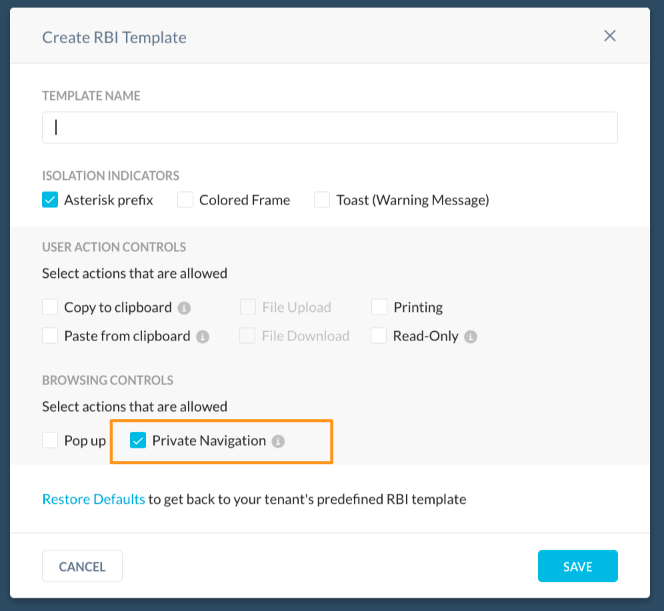 Create RBI Template
TEMPLATE NAME
ISOLATION INDICATORS
Asterisk prefix Colored Frame Toast (Warning Message)
USER ACTION CONTROLS
Select actions that are allowed
Copy to clipboard File Upload Printing
Paste from clipboard File Download Read-Only
BROWSING CONTROLS
Select actions that are allowed
Pop up Private Navigation
Restore Defaults to get back to your tenant's predefined RBI template
CANCEL SAVE